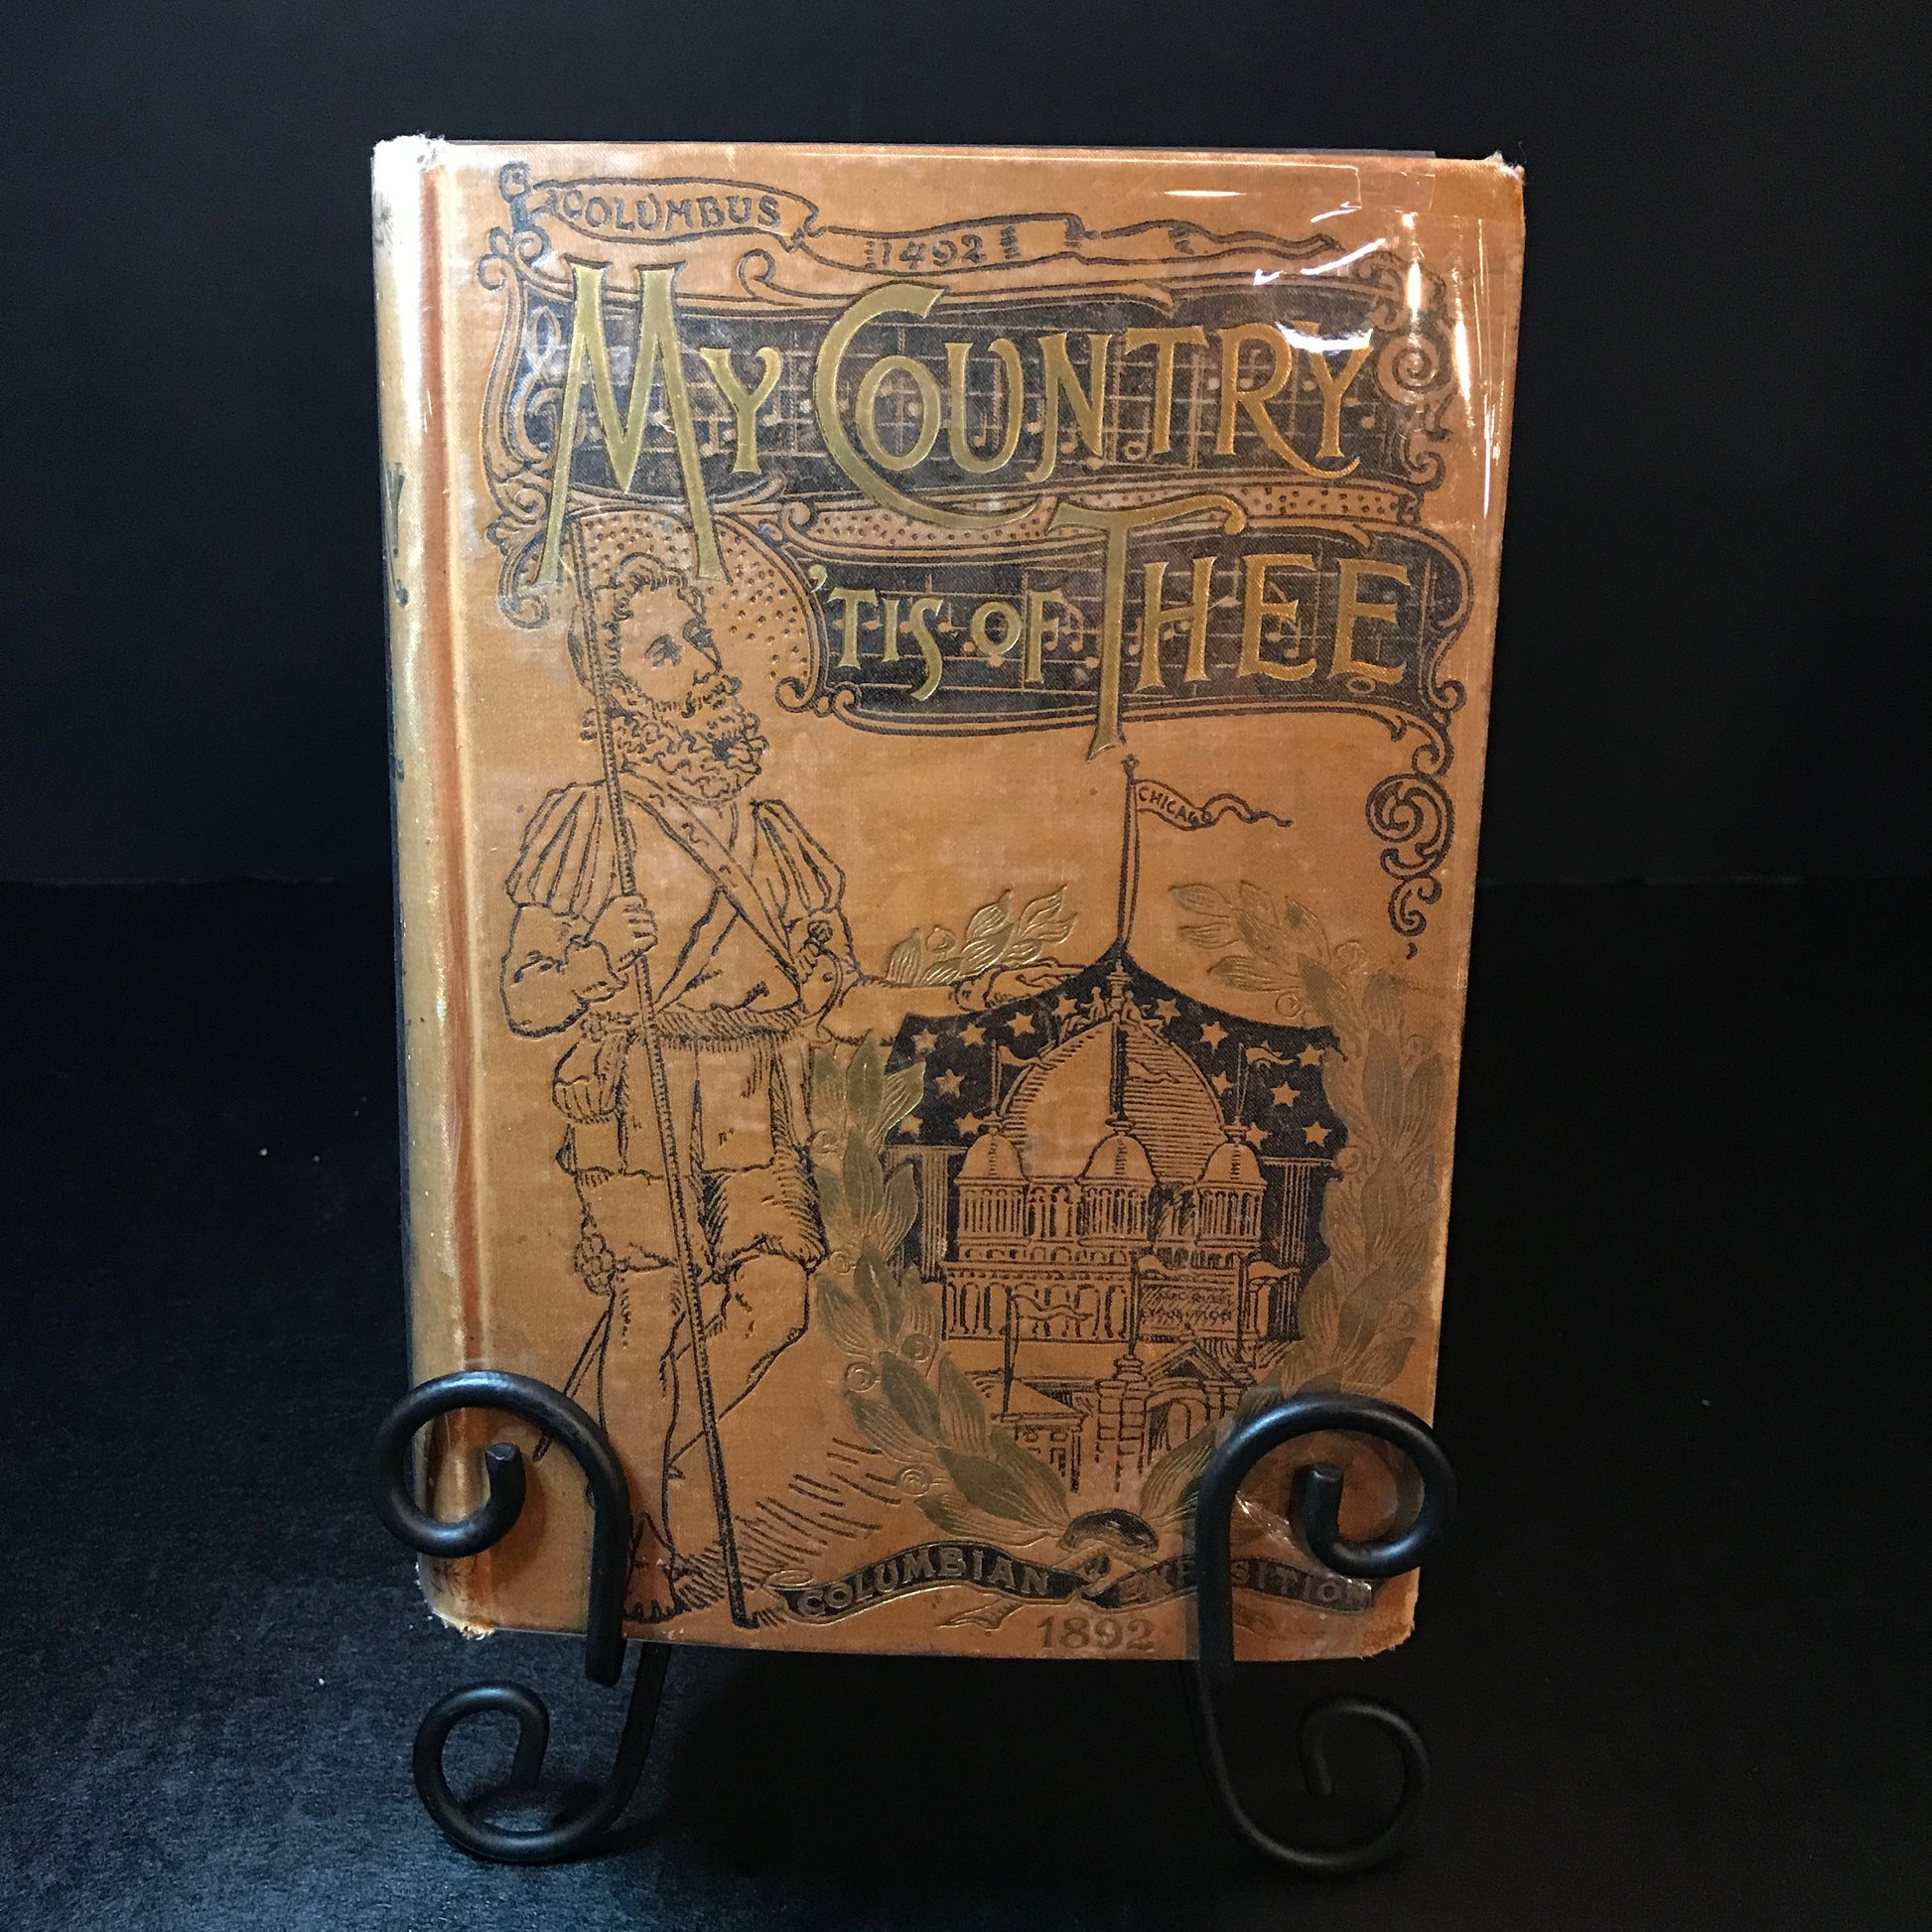 COLUMBUS
1492
MY COUNTRY
'TIS OF THEE
CHICAGO
COLUMBIAN EXPOSITION
1892